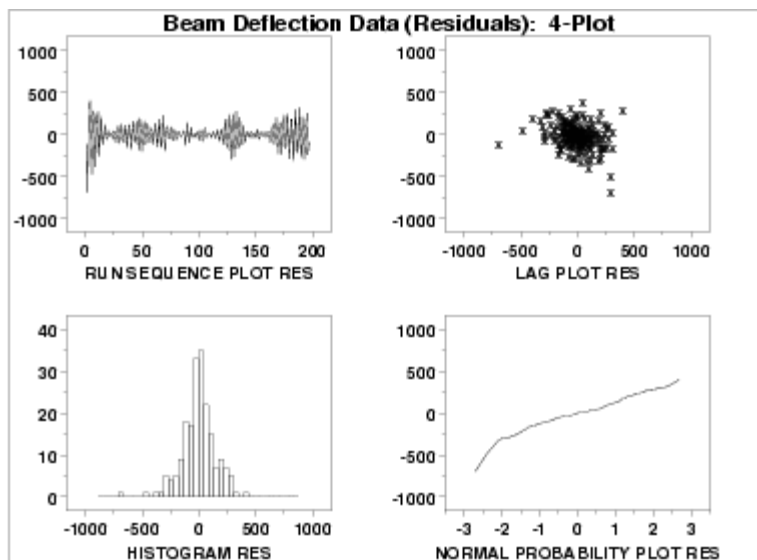 Beam Deflection Data (Residuals): 4-Plot
1000
500
0
-500
-1000
0 50 100 150 200
RUN SEQUENCE PLOT RES
1000
500
0
-500
-1000
-1000 -500 0 500 1000
LAG PLOT RES
40
30
20
10
0
-1000 -500 0 500 1000
HISTOGRAM RES
1000
500
0
-500
-1000
-3 -2 -1 0 1 2 3
NORMAL PROBABILITY PLOT RES